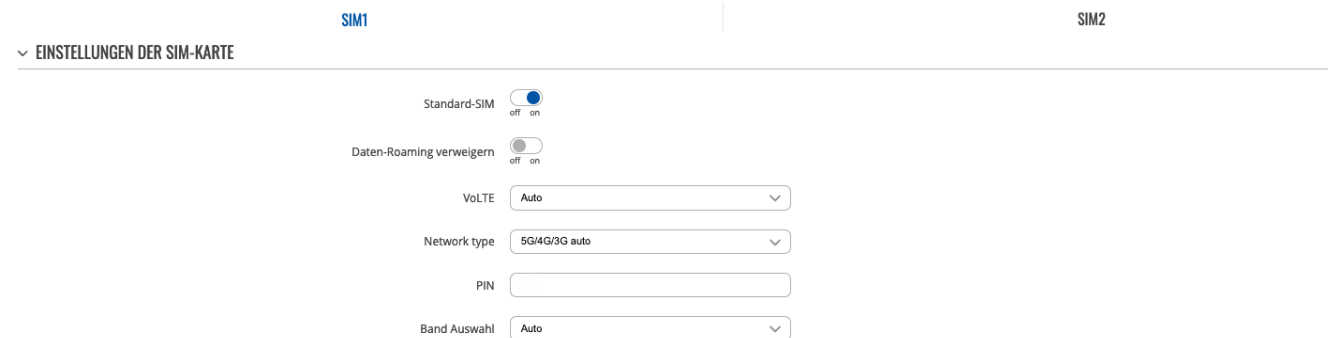 SIM1 SIM2
EINSTELLUNGEN DER SIM-KARTE
Standard-SIM
off on
Daten-Roaming verweigern
off on
VoLTE Auto
Network type 5G/4G/3G auto
PIN
Band Auswahl Auto